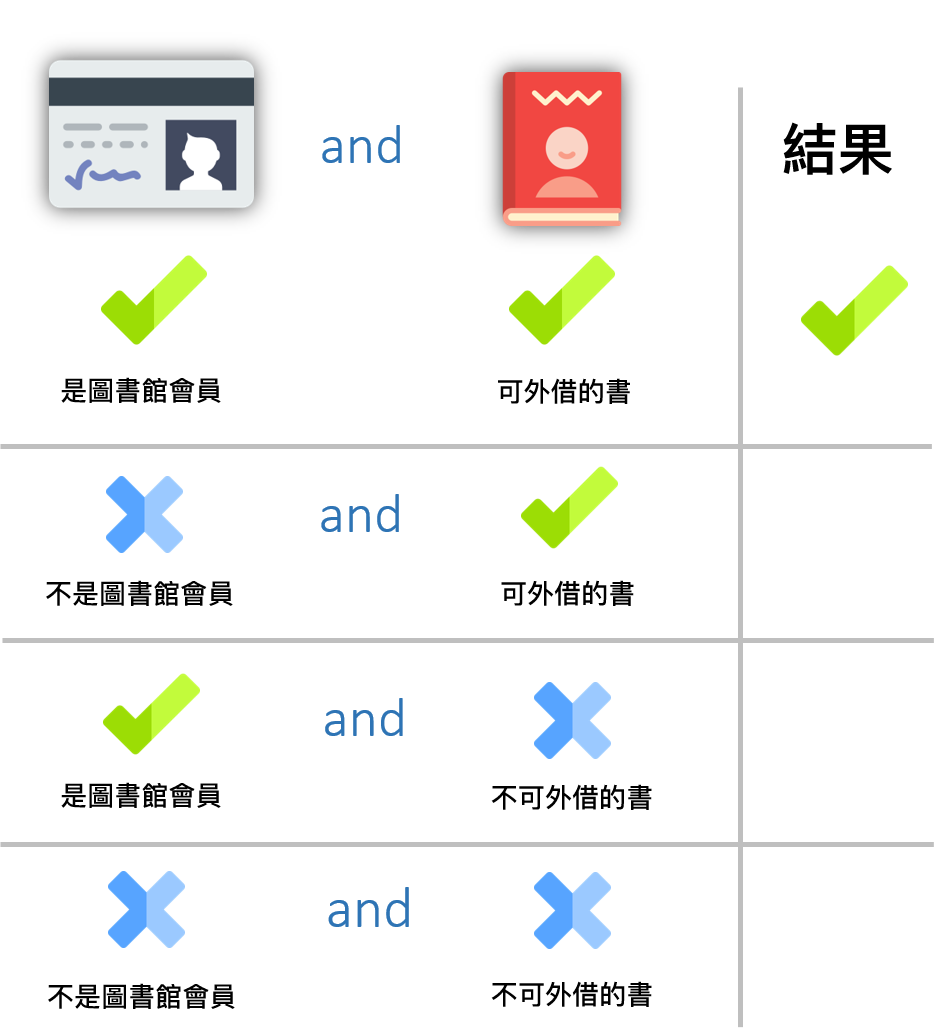 and
結果
是圖書館會員
可外借的書
and
不是圖書館會員
可外借的書
and
是圖書館會員
不可外借的書
and
不是圖書館會員
不可外借的書